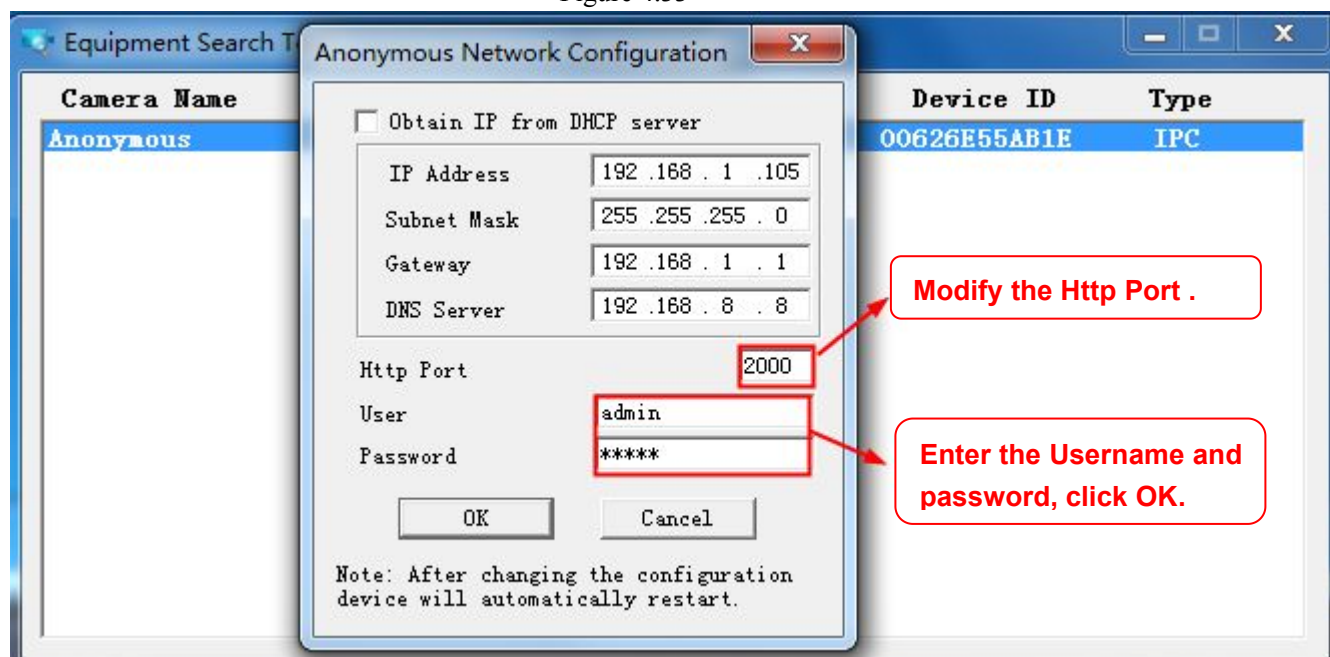 Equipment Search T
Anonymous Network Configuration
Camera Name
Device ID
Type
Anonymous
00626E55AB1E
IPC
Obtain IP from DHCP server
IP Address
192 .168 . 1 .105
Subnet Mask
255 .255 .255 . 0
Gateway
192 .168 . 1 . 1
DNS Server
192 .168 . 8 . 8
Http Port
2000
User
admin
Password
*****
OK
Cancel
Note: After changing the configuration
device will automatically restart.
Modify the Http Port .
Enter the Username and
password, click OK.